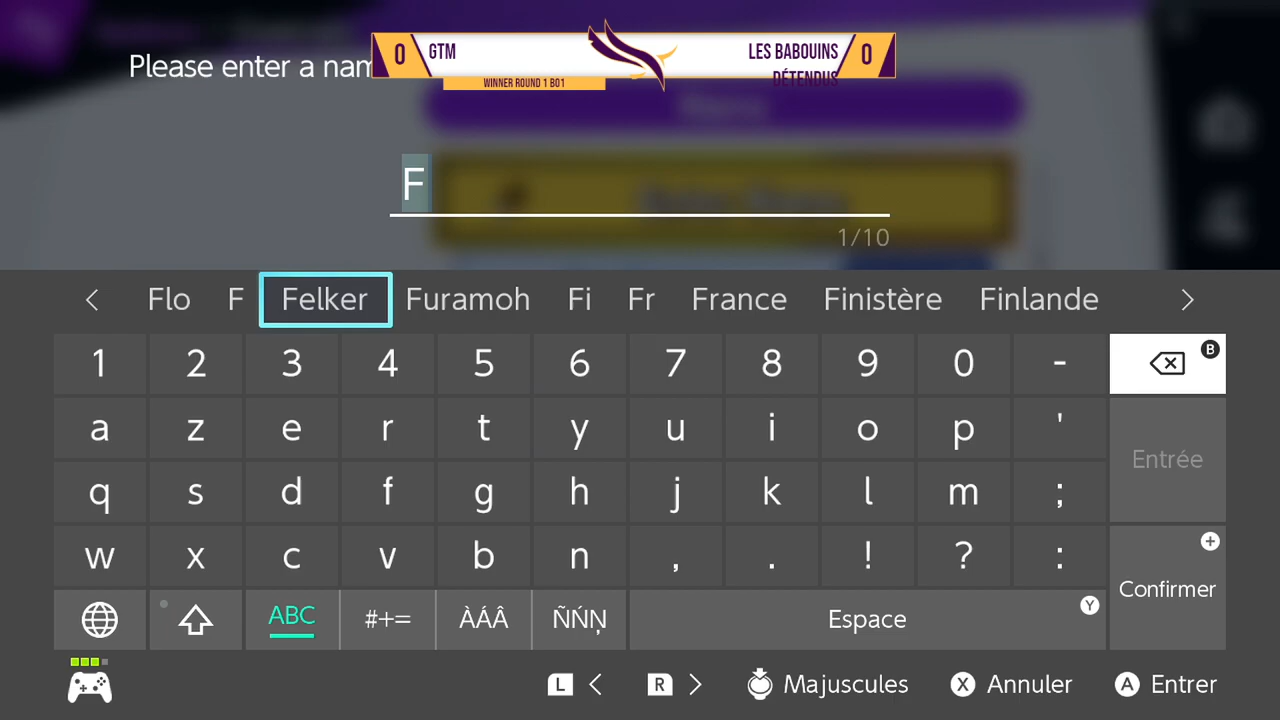 0 GTM LES BABOUINS 0
Please enter a nam
DÉTENDUS
WINNER ROUND 1 BO1
F
1/10
Flo F Felker Furamoh Fi Fr France Finistère Finlande
1 2 3 4 5 6 7 8 9 0 - B
a z e r t y u i o p '
Entrée
q s d f g h j k l m ;
w x c v b n , . ! ? :
Confirmer
ABC #+= ÀÁÂ ÑŃŅ Espace Y
L R Majuscules X Annuler A Entrer